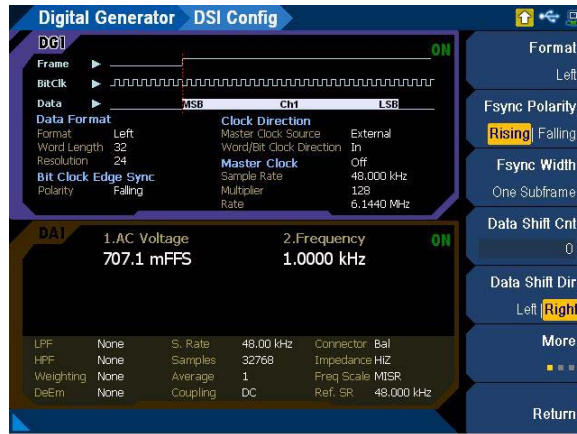 Digital Generator DSI Config
DG1 ON
Frame
BitClk
Data MSB Ch1 LSB
Data Format Clock Direction
Format Left Master Clock Source External
Word Length 32 Word/Bit Clock Direction In
Resolution 24 Master Clock Off
Bit Clock Edge Sync Sample Rate 48.000 kHz
Polarity Falling Multiplier 128
Rate 6.1440 MHz
DA1 1.AC Voltage 2.Frequency ON
707.1 mFFS 1.0000 kHz
LPF None S. Rate 48.00 kHz Connector Bal
HPF None Samples 32768 Impedance HiZ
Weighting None Average 1 Freq Scale MISR
DeEm None Coupling DC Ref. SR 48.000 kHz
Format
Left
Fsync Polarity
Rising| Falling
Fsync Width
One Subframe
Data Shift Cnt
0
Data Shift Dir
Left |Right
More
Return